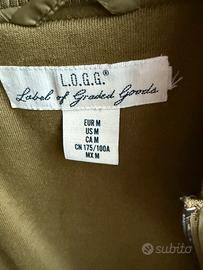 L.O.G.G.®
Label of Graded Goods
EUR M
US M
CA M
CN 175/100A
MX M
subito